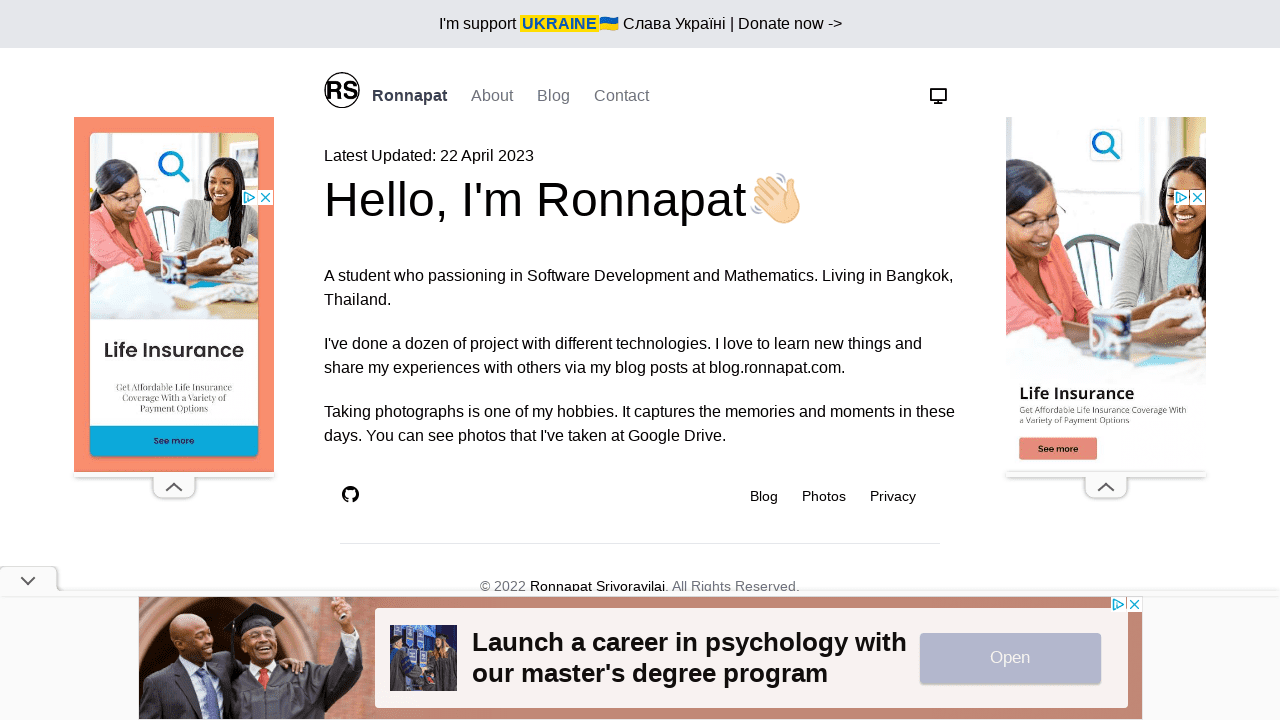 I'm support UKRAINE🇺🇦 Слава Україні | Donate now ->
RS Ronnapat About Blog Contact
Latest Updated: 22 April 2023
Hello, I'm Ronnapat👋🏻
A student who passioning in Software Development and Mathematics. Living in Bangkok,
Thailand.
I've done a dozen of project with different technologies. I love to learn new things and
share my experiences with others via my blog posts at blog.ronnapat.com.
Taking photographs is one of my hobbies. It captures the memories and moments in these
days. You can see photos that I've taken at Google Drive.
Blog Photos Privacy
© 2022 Ronnapat Srivoravilai. All Rights Reserved.
Life Insurance
Get Affordable Life Insurance
Coverage With a Variety of
Payment Options
See more
Life Insurance
Get Affordable Life Insurance Coverage With
a Variety of Payment Options
See more
Launch a career in psychology with
our master's degree program
Open